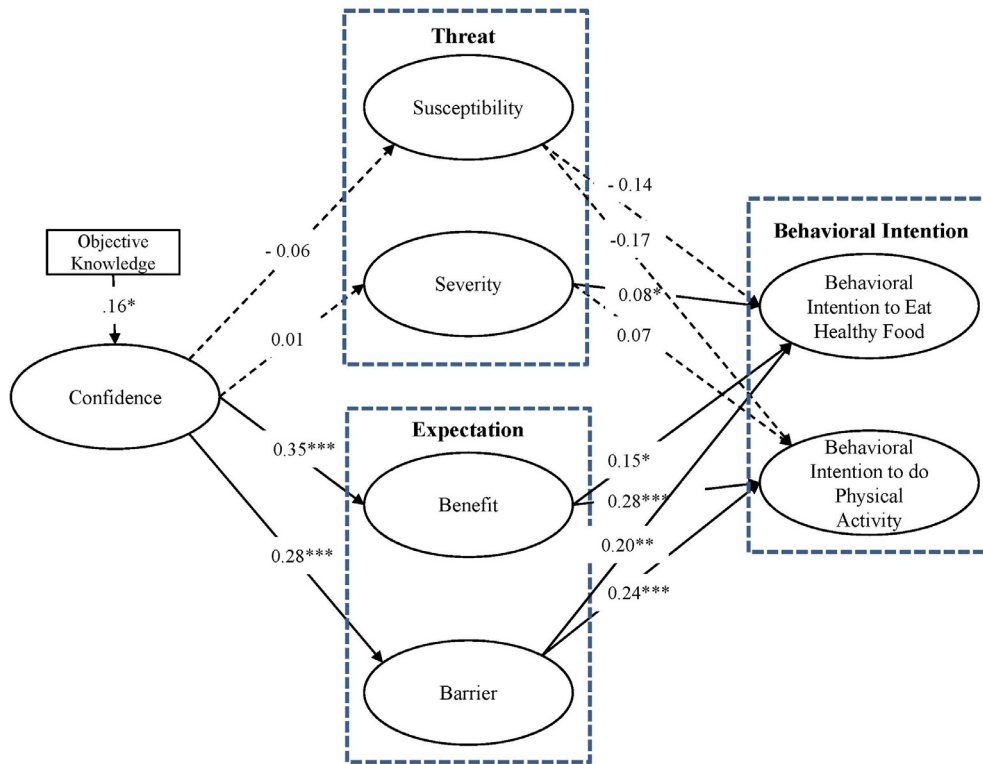 Threat
Susceptibility
- 0.14
-0.17
Objective
Knowledge
- 0.06
.16*
Severity
0.01
0.08*
0.07
Behavioral Intention
Behavioral
Intention to Eat
Healthy Food
Confidence
Expectation
0.35***
Benefit
0.15*
0.28***
Behavioral
Intention to do
Physical
Activity
0.28***
0.20**
0.24***
Barrier